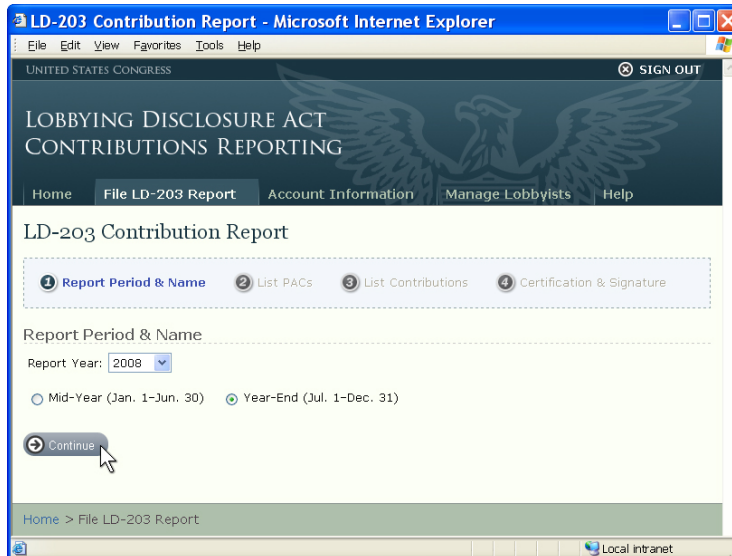 LD-203 Contribution Report - Microsoft Internet Explorer
File Edit View Favorites Tools Help
UNITED STATES CONGRESS
SIGN OUT
LOBBYING DISCLOSURE ACT
CONTRIBUTIONS REPORTING
Home File LD-203 Report Account Information Manage Lobbyists Help
LD-203 Contribution Report
1 Report Period & Name 2 List PACs 3 List Contributions 4 Certification & Signature
Report Period & Name
Report Year: 2008
Mid-Year (Jan. 1-Jun. 30) Year-End (Jul. 1-Dec. 31)
Continue
Home > File LD-203 Report
Local intranet